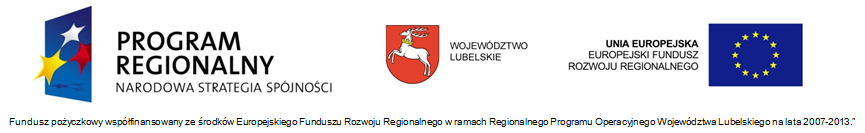 PROGRAM
REGIONALNY
NARODOWA STRATEGIA SPÓJNOŚCI
WOJEWÓDZTWO
LUBELSKIE
UNIA EUROPEJSKA
EUROPEJSKI FUNDUSZ
ROZWOJU REGIONALNEGO
Fundusz pożyczkowy współfinansowany ze środków Europejskiego Funduszu Rozwoju Regionalnego w ramach Regionalnego Programu Operacyjnego Województwa Lubelskiego na lata 2007-2013."